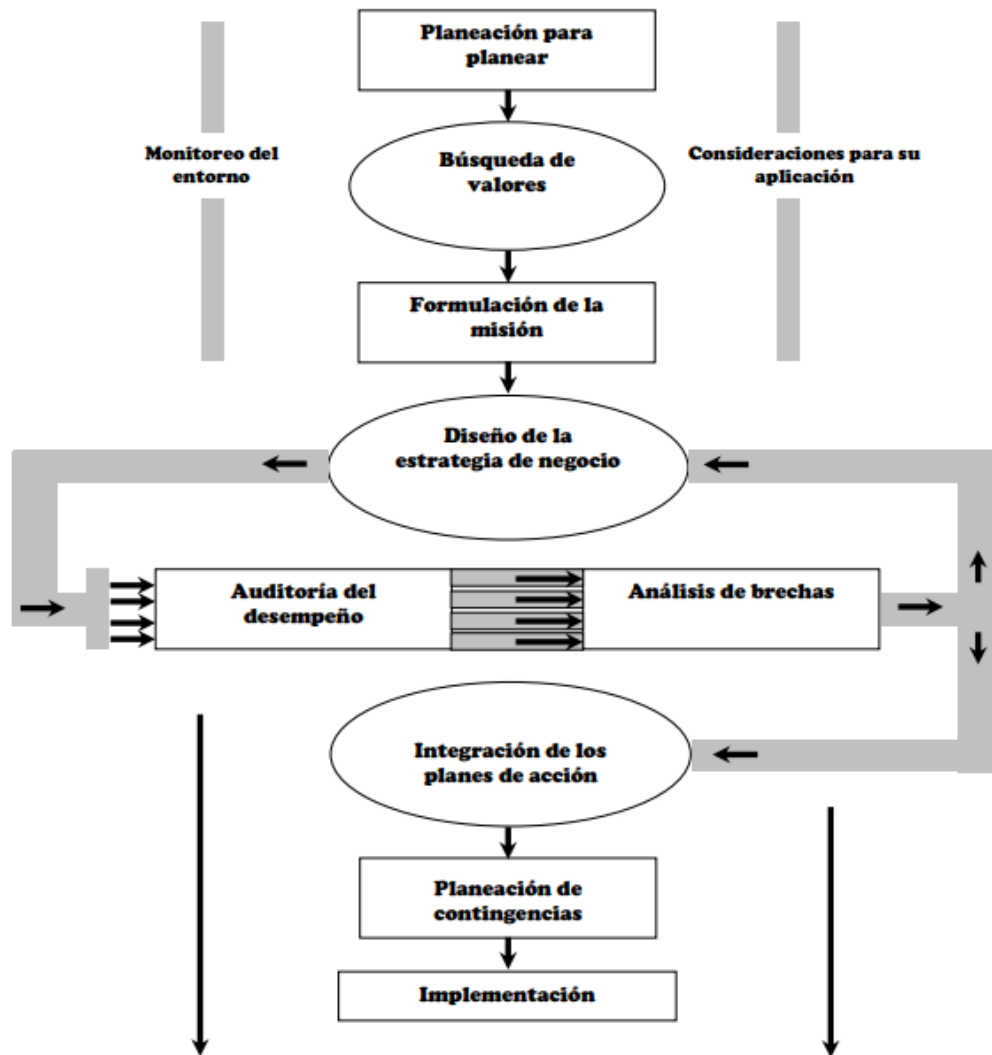 Planeación para
planear
Monitoreo del
entorno
Búsqueda de
valores
Consideraciones para su
aplicación
Formulación de la
misión
Diseño de la
estrategia de negocio
Auditoría del
desempeño
Análisis de brechas
Integración de los
planes de acción
Planeación de
contingencias
Implementación